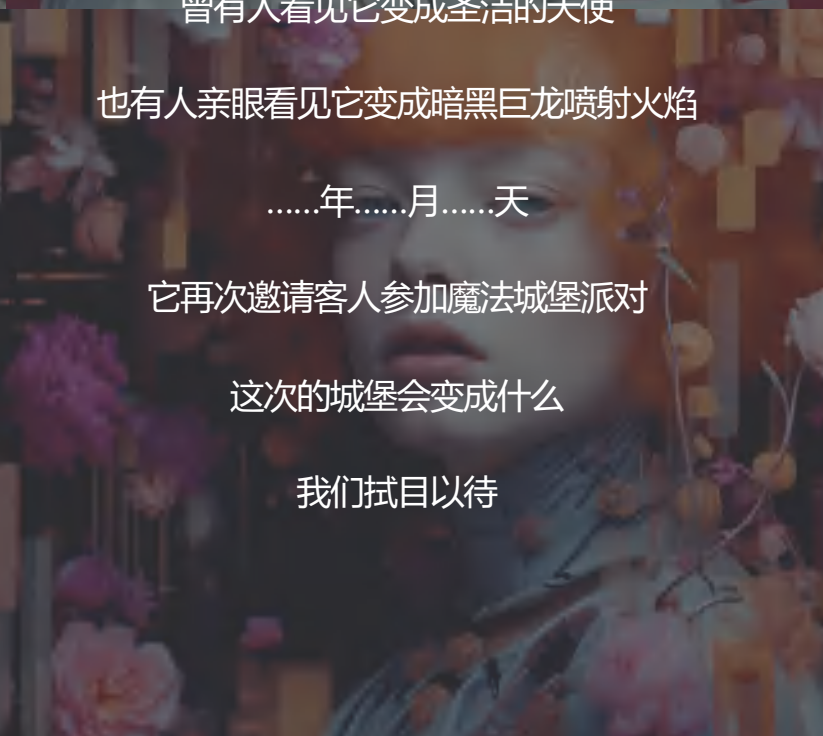 曾有人看见它变成圣洁的天使
也有人亲眼看见它变成暗黑巨龙喷射火焰
……年……月……天
它再次邀请客人参加魔法城堡派对
这次的城堡会变成什么
我们拭目以待